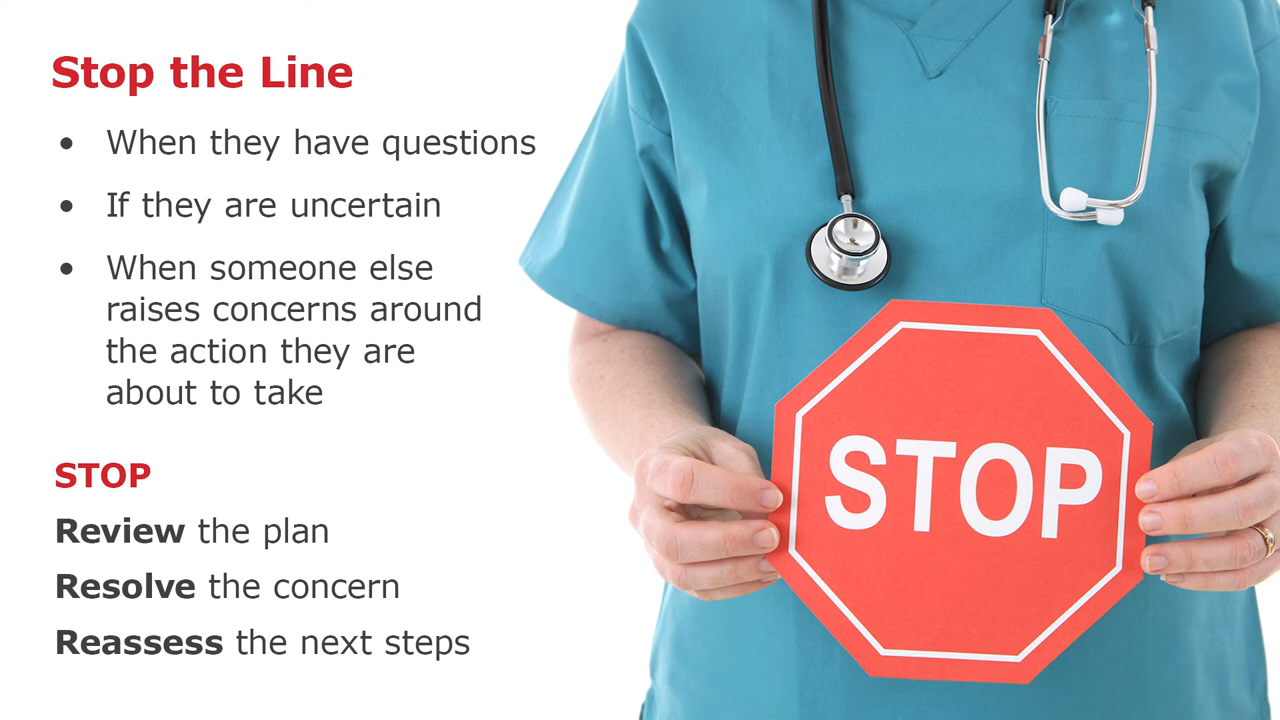 Stop the Line
• When they have questions
• If they are uncertain
• When someone else
raises concerns around
the action they are
about to take
STOP
Review the plan
Resolve the concern
Reassess the next steps
STOP